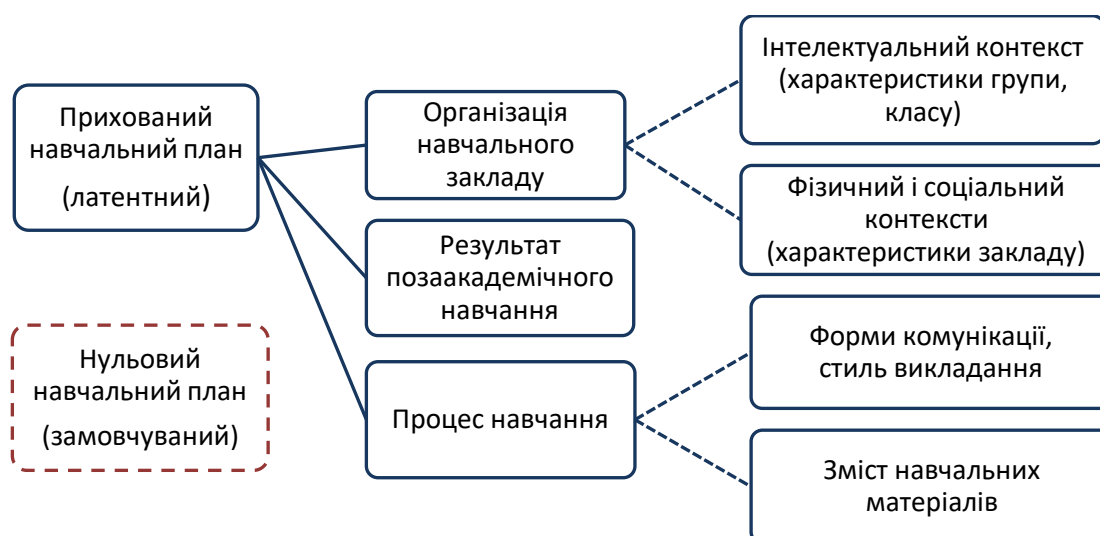 Прихований
навчальний план
(латентний)
Нульовий
навчальний план
(замовчуваний)
Організація
навчального
закладу
Результат
позаакадемічного
навчання
Процес навчання
Інтелектуальний контекст
(характеристики групи,
класу)
Фізичний і соціальний
контексти
(характеристики закладу)
Форми комунікації,
стиль викладання
Зміст навчальних
матеріалів